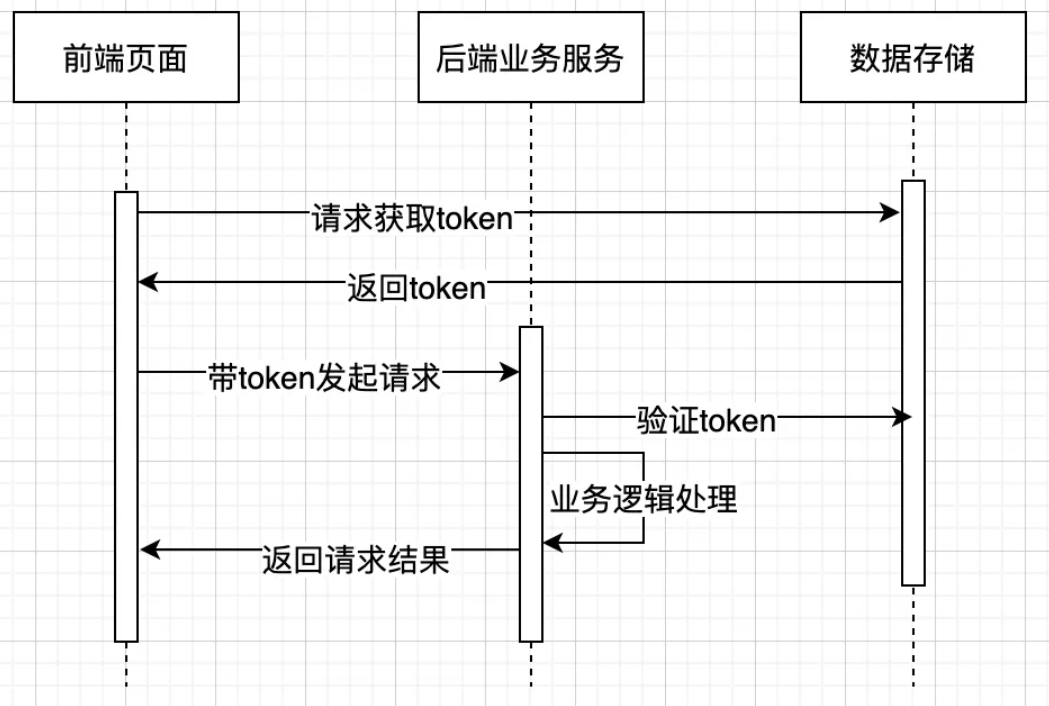 前端页面
后端业务服务
数据存储
请求获取token
返回token
带token发起请求
验证token
业务逻辑处理
返回请求结果